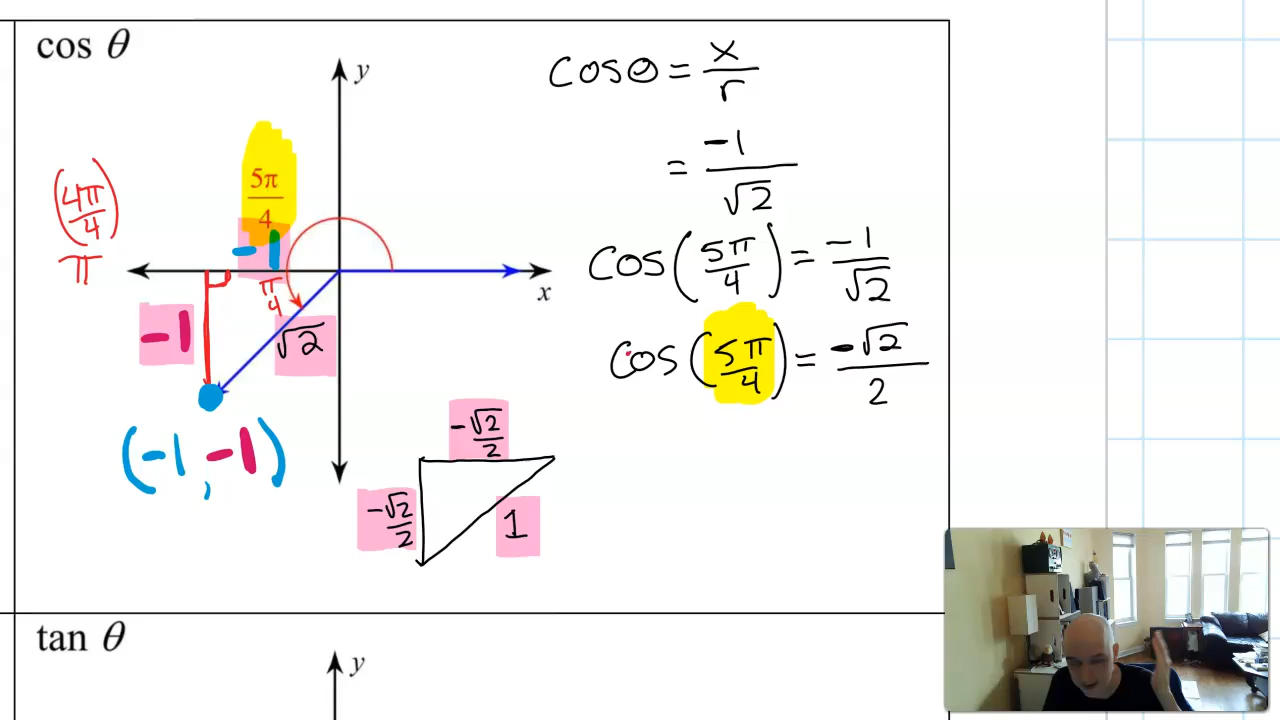 cos θ
y
cosθ = x/r
= -1/√2
(4π/4)
π
5π/4
-1
π/4
x
cos(5π/4) = -1/√2
-1
√2
cos(5π/4) = -√2/2
(-1, -1)
-√2/2
-√2/2
1
tan θ
y